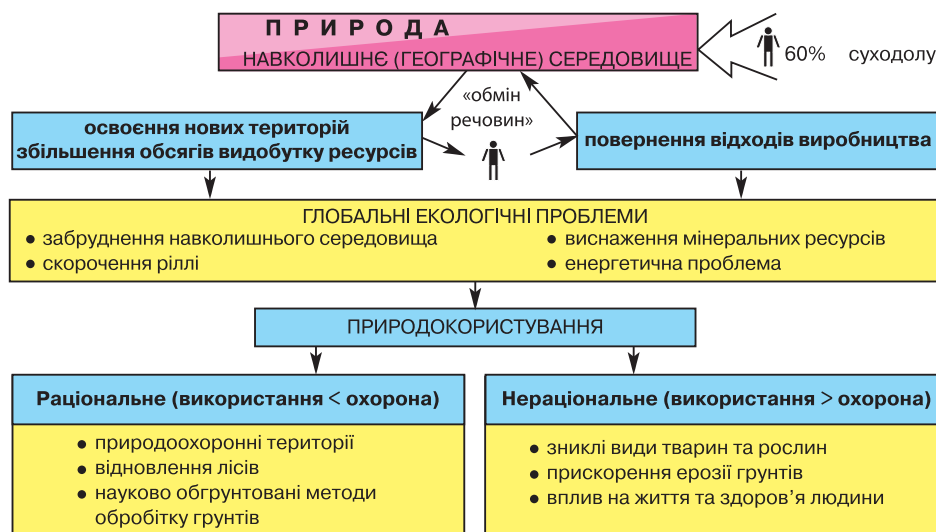 ПРИРОДА
НАВКОЛИШНЄ (ГЕОГРАФІЧНЕ) СЕРЕДОВИЩЕ
60% суходолу
«обмін
речовин»
освоєння нових територій
збільшення обсягів видобутку ресурсів
повернення відходів виробництва
ГЛОБАЛЬНІ ЕКОЛОГІЧНІ ПРОБЛЕМИ
• забруднення навколишнього середовища
• скорочення ріллі
• виснаження мінеральних ресурсів
• енергетична проблема
ПРИРОДОКОРИСТУВАННЯ
Раціональне (використання < охорона)
• природоохоронні території
• відновлення лісів
• науково обгрунтовані методи
обробітку грунтів
Нераціональне (використання > охорона)
• зниклі види тварин та рослин
• прискорення ерозії грунтів
• вплив на життя та здоров’я людини